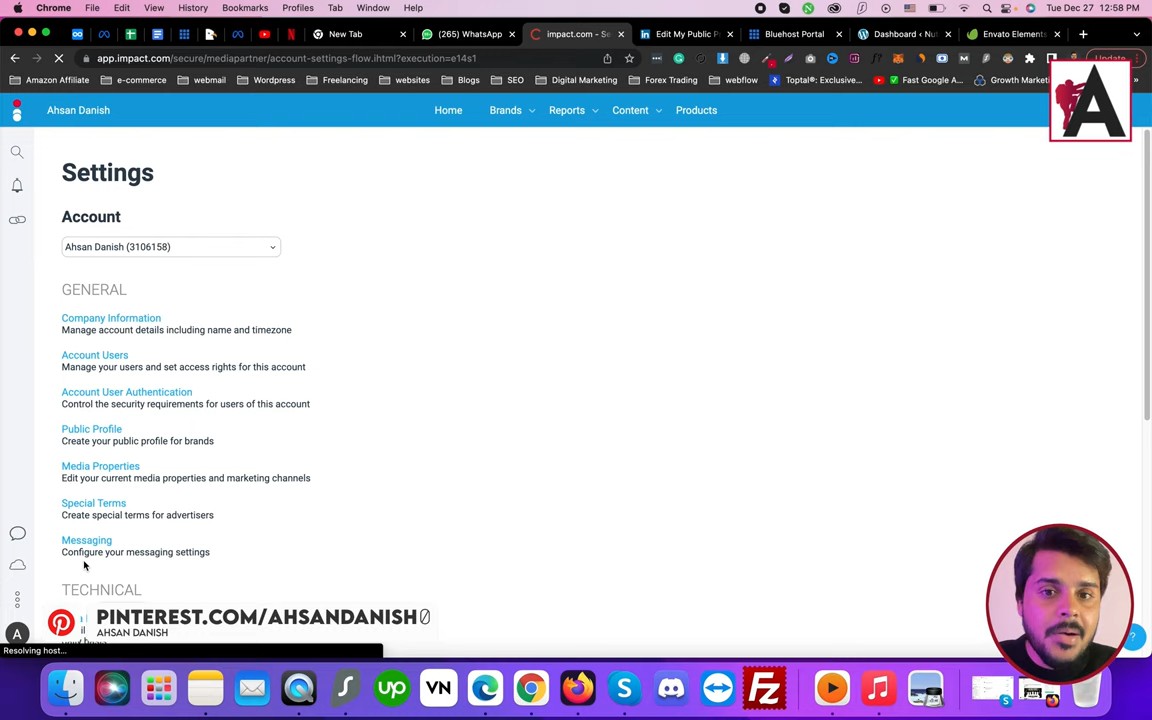 Chrome File Edit View History Bookmarks Profiles Tab Window Help Tue Dec 27 12:58 PM
New Tab (265) WhatsApp impact.com - Se Edit My Public P Bluehost Portal Dashboard ‹ Nut Envato Elements
app.impact.com/secure/mediapartner/account-settings-flow.ihtml?execution=e14s1 Update
Amazon Affiliate e-commerce webmail Wordpress Freelancing websites Blogs SEO Digital Marketing Forex Trading webflow Toptal®: Exclusive... Fast Google A... Growth Marketi
Ahsan Danish Home Brands Reports Content Products
A
Settings
Account
Ahsan Danish (3106158)
GENERAL
Company Information
Manage account details including name and timezone
Account Users
Manage your users and set access rights for this account
Account User Authentication
Control the security requirements for users of this account
Public Profile
Create your public profile for brands
Media Properties
Edit your current media properties and marketing channels
Special Terms
Create special terms for advertisers
Messaging
Configure your messaging settings
TECHNICAL
PINTEREST.COM/AHSANDANISH0
AHSAN DANISH
A
?
Resolving host...
up VN Fz